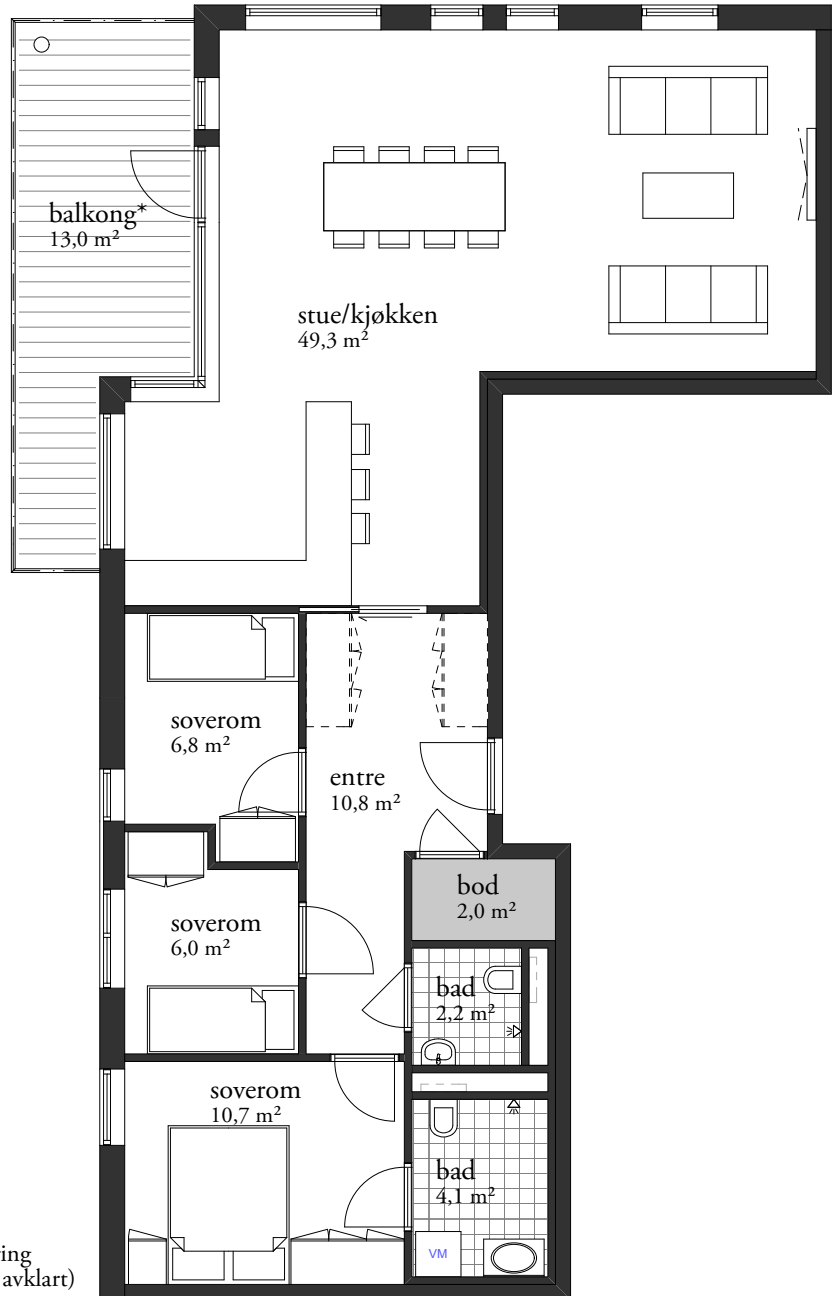 balkong*
13,0 m²
stue/kjøkken
49,3 m²
soverom
6,8 m²
entre
10,8 m²
bod
2,0 m²
soverom
6,0 m²
bad
2,2 m²
soverom
10,7 m²
bad
4,1 m²
VM
ring
avklart)